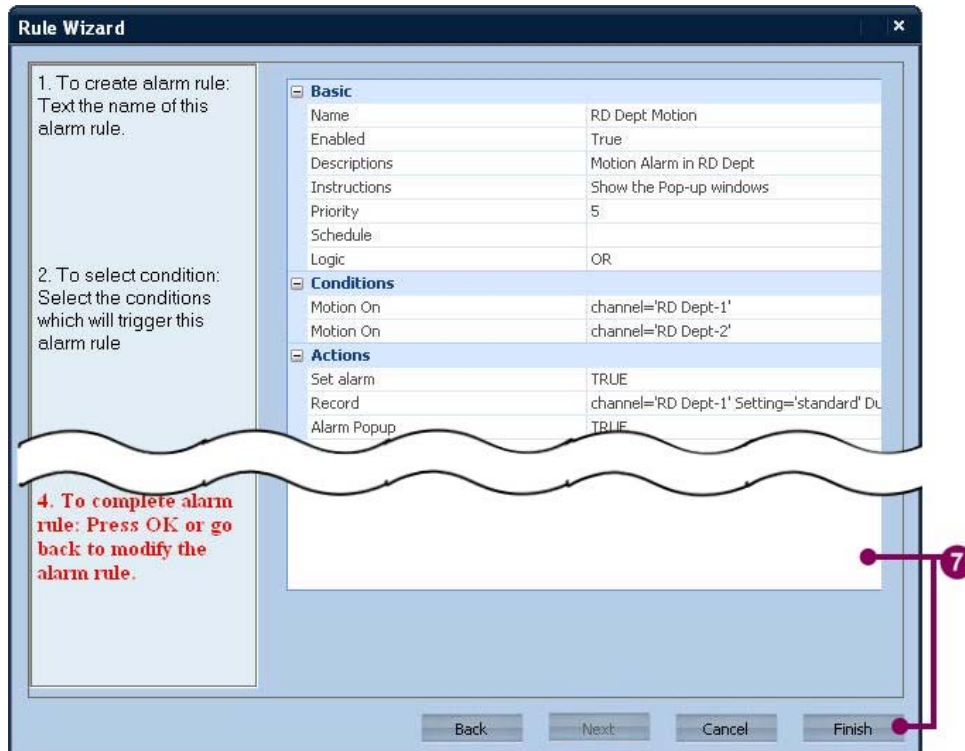 Rule Wizard
1. To create alarm rule:
Text the name of this
alarm rule.
2. To select condition:
Select the conditions
which will trigger this
alarm rule
4. To complete alarm
rule: Press OK or go
back to modify the
alarm rule.
Basic
Name RD Dept Motion
Enabled True
Descriptions Motion Alarm in RD Dept
Instructions Show the Pop-up windows
Priority 5
Schedule
Logic OR
Conditions
Motion On channel='RD Dept-1'
Motion On channel='RD Dept-2'
Actions
Set alarm TRUE
Record channel='RD Dept-1' Setting='standard' Du
Alarm Popup TRUE
7
Back Next Cancel Finish